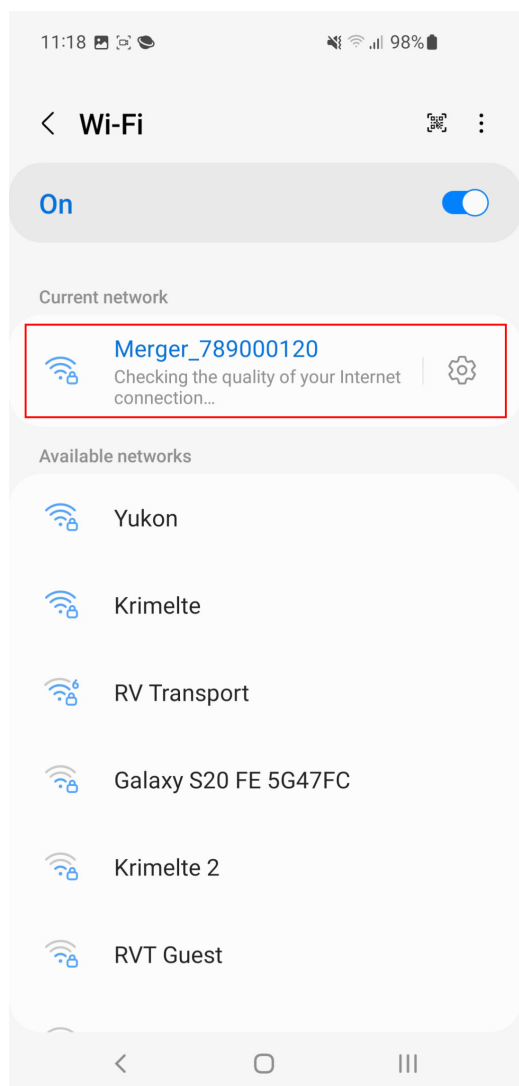 11:18 98%
Wi-Fi
On
Current network
Merger_789000120
Checking the quality of your Internet
connection...
Available networks
Yukon
Krimelte
6
RV Transport
Galaxy S20 FE 5G47FC
Krimelte 2
RVT Guest